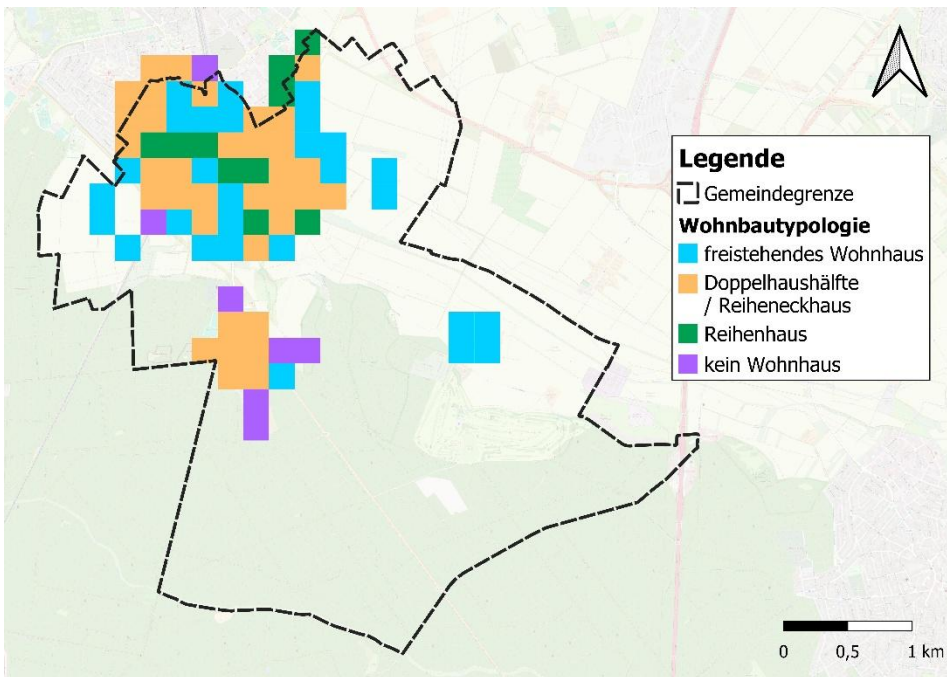 Legende
Gemeindegrenze
Wohnbautypologie
freistehendes Wohnhaus
Doppelhaushälfte
/ Reiheneckhaus
Reihenhaus
kein Wohnhaus
0 0,5 1 km